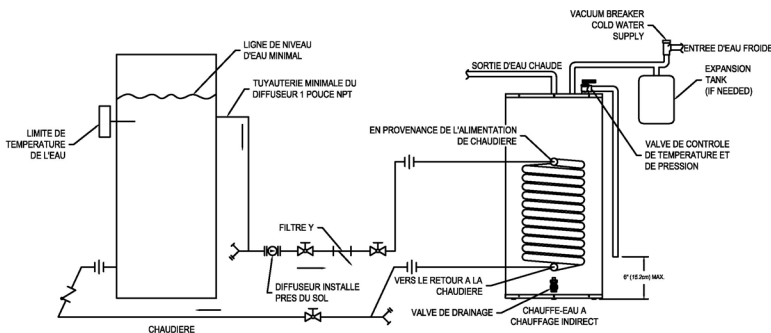 VACUUM BREAKER
COLD WATER
SUPPLY
ENTREE D'EAU FROIDE
SORTIE D'EAU CHAUDE
EXPANSION
TANK
(IF NEEDED)
LIGNE DE NIVEAU
D'EAU MINIMAL
TUYAUTERIE MINIMALE DU
DIFFUSEUR 1 POUCE NPT
LIMITE DE
TEMPERATURE
DE L'EAU
EN PROVENANCE DE L'ALIMENTATION
DE CHAUDIERE
VALVE DE CONTROLE
DE TEMPERATURE ET
DE PRESSION
FILTRE Y
DIFFUSEUR INSTALLE
PRES DU SOL
VERS LE RETOUR A LA
CHAUDIERE
6" (15.2cm) MAX.
VALVE DE DRAINAGE
CHAUFFE-EAU A
CHAUFFAGE INDIRECT
CHAUDIERE